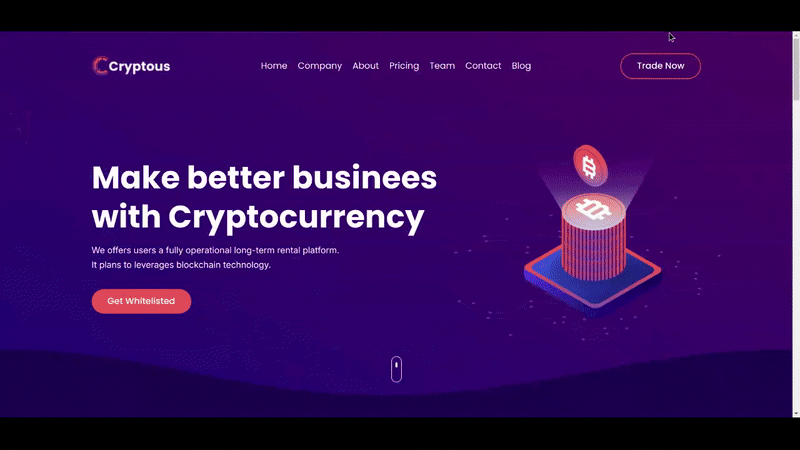 Cryptous
Home Company About Pricing Team Contact Blog
Trade Now
Make better businees
with Cryptocurrency
We offers users a fully operational long-term rental platform.
It plans to leverages blockchain technology.
Get Whitelisted